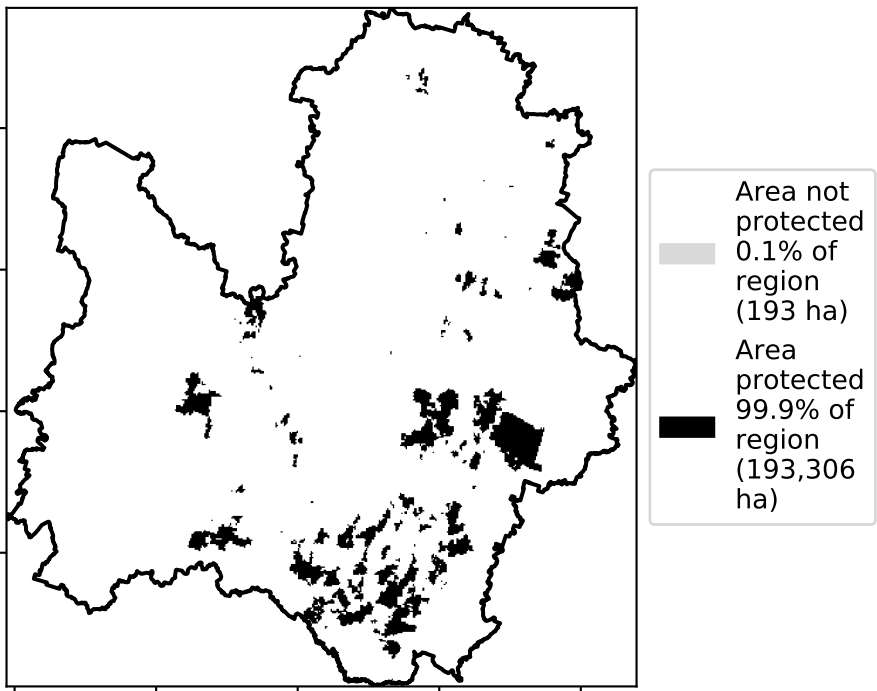 Area not
protected
0.1% of
region
(193 ha)
Area
protected
99.9% of
region
(193,306
ha)